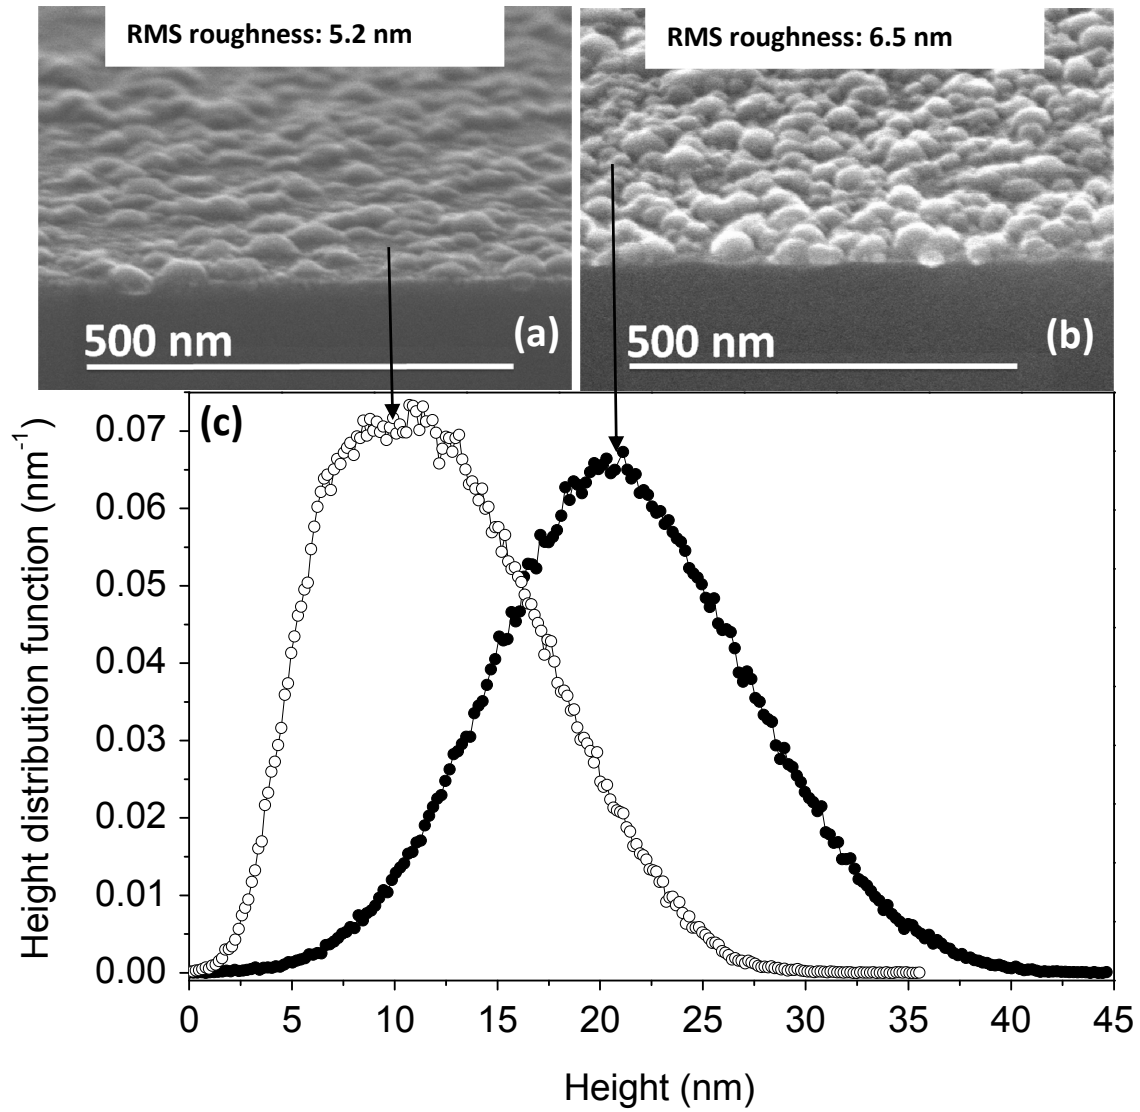 RMS roughness: 5.2 nm
RMS roughness: 6.5 nm
500 nm
(a)
500 nm
(b)
(c)
0.07
0.06
0.05
0.04
0.03
0.02
0.01
0.00
Height distribution function (nm⁻¹)
0 5 10 15 20 25 30 35 40 45
Height (nm)